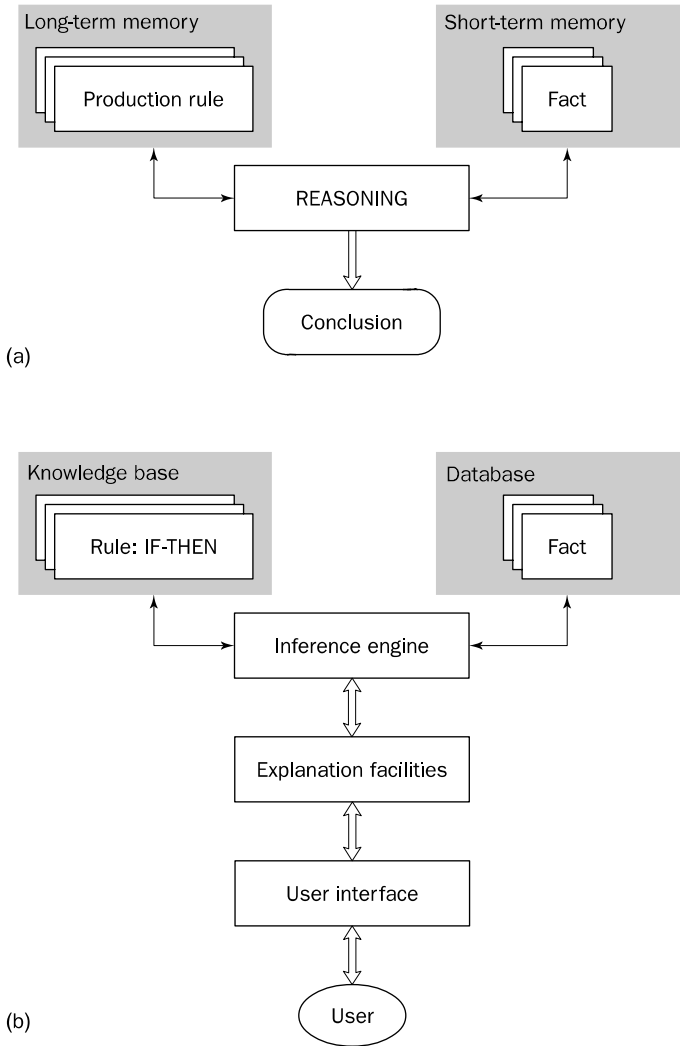 Long-term memory
Short-term memory
Production rule
Fact
REASONING
Conclusion
(a)
Knowledge base
Database
Rule: IF-THEN
Fact
Inference engine
Explanation facilities
User interface
User
(b)